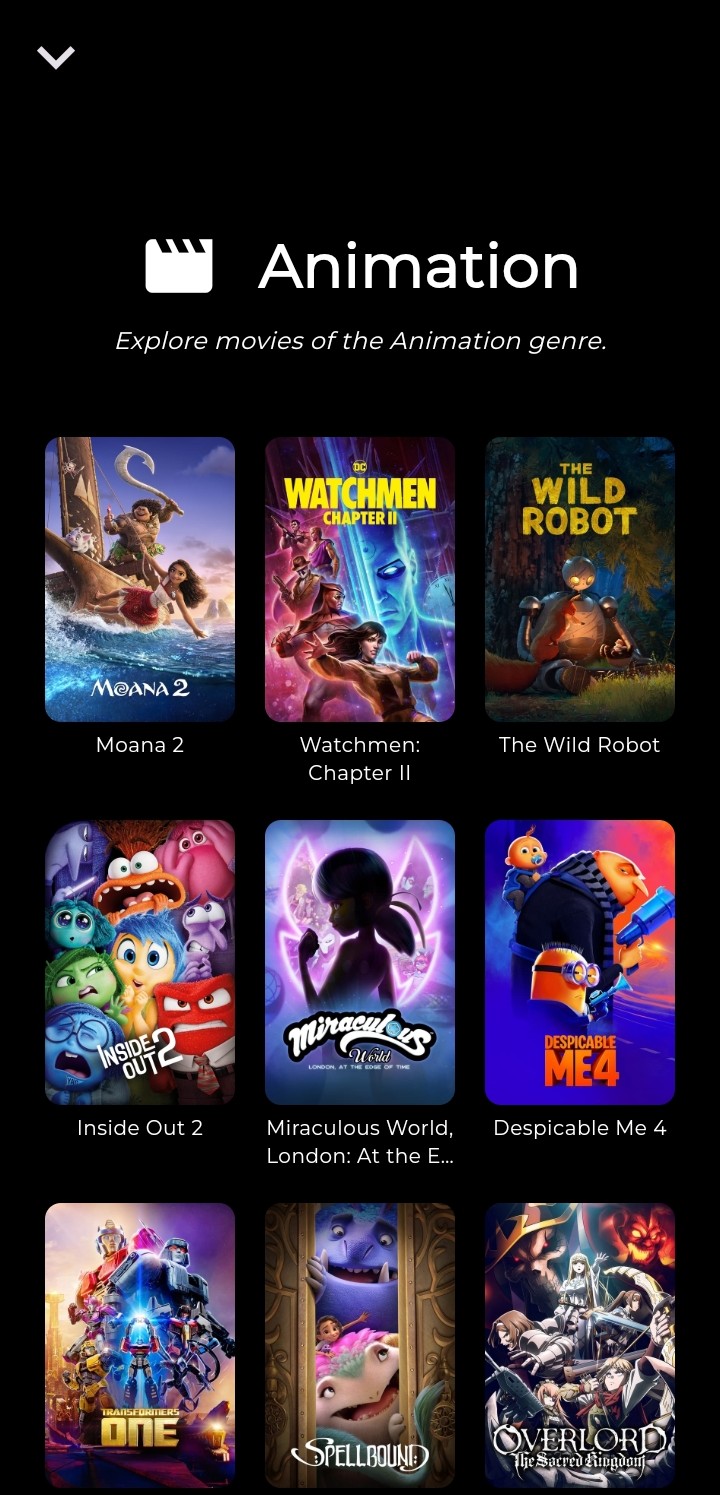 Animation
Explore movies of the Animation genre.
MOANA 2
DC
WATCHMEN
CHAPTER II
THE
WILD
ROBOT
Moana 2
Watchmen:
Chapter II
The Wild Robot
INSIDE
OUT 2
Miraculous
World
LONDON, AT THE EDGE OF TIME
DESPICABLE
ME 4
Inside Out 2
Miraculous World,
London: At the E...
Despicable Me 4
TRANSFORMERS
ONE
SPELLBOUND
OVERLORD
The Sacred Kingdom